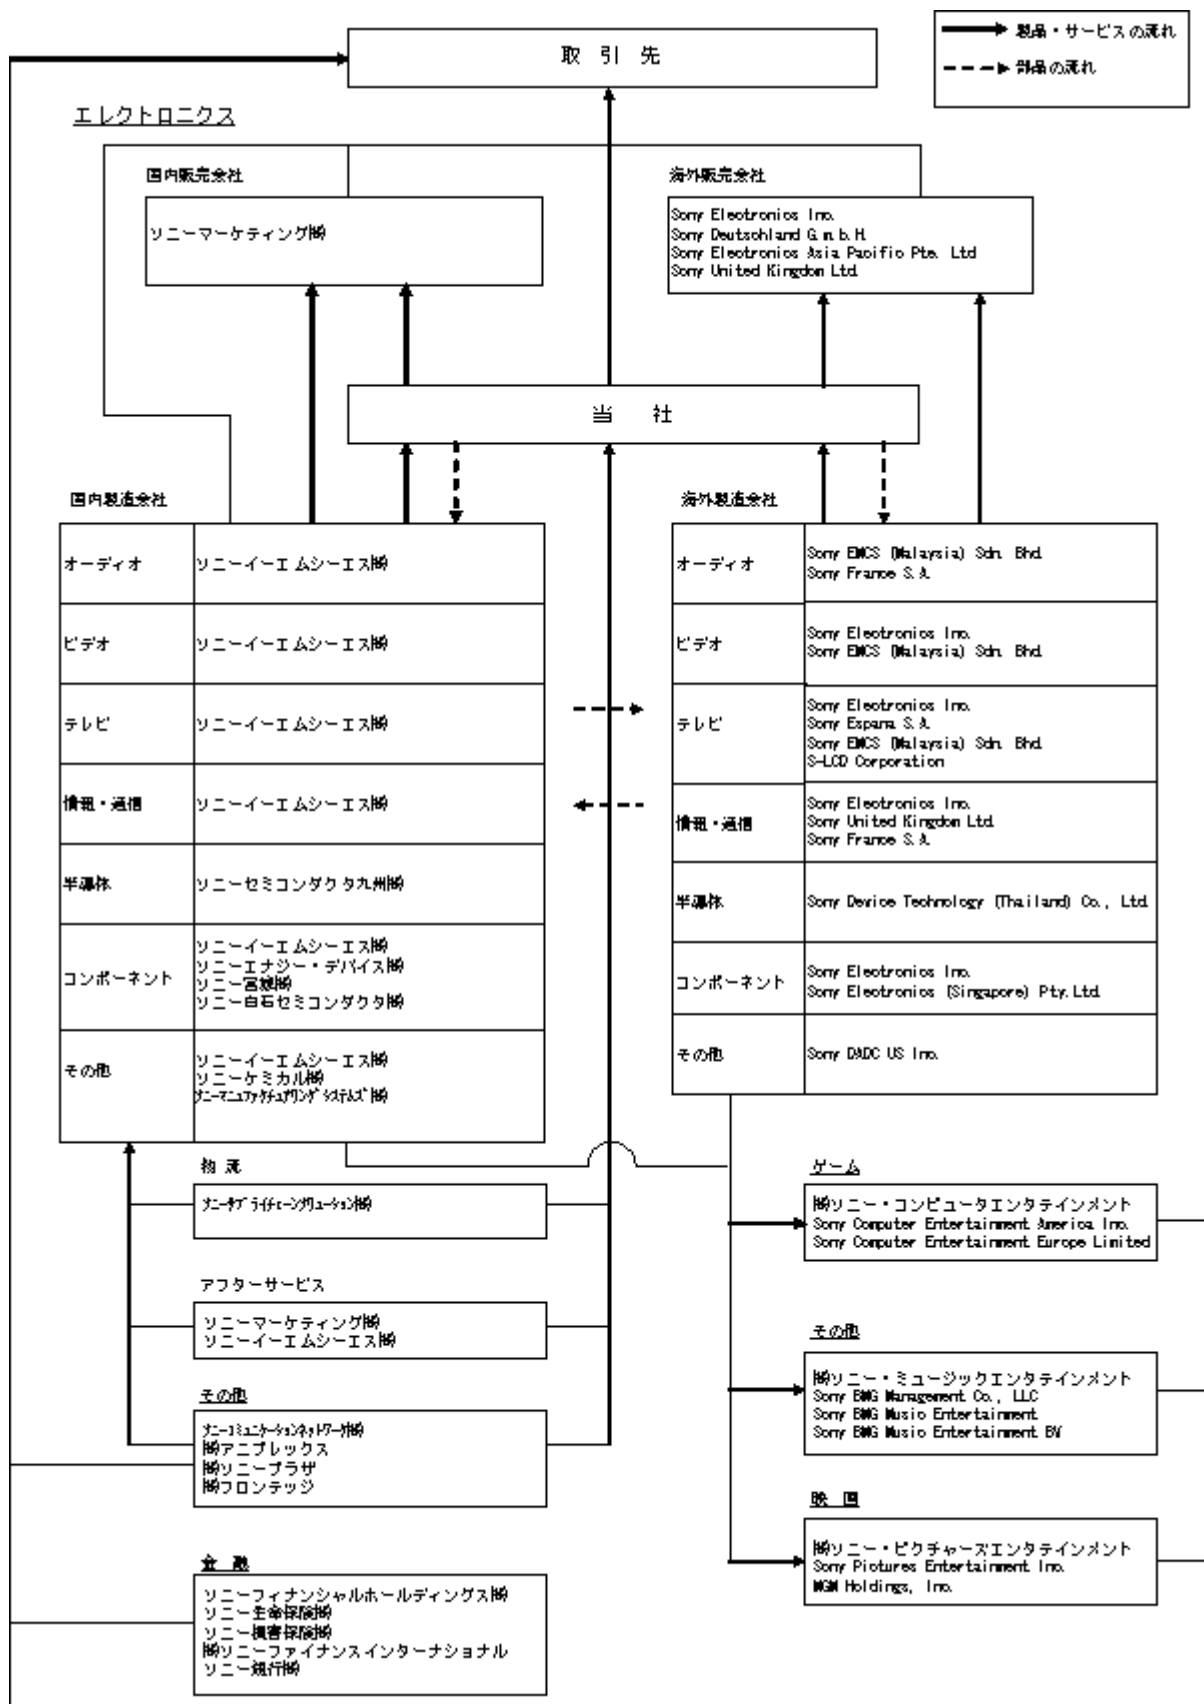 取 引 先
製品・サービスの流れ
部品の流れ
エレクトロニクス
国内販売会社
ソニーマーケティング㈱
海外販売会社
Sony Electronics Inc.
Sony Deutschland G.m.b.H.
Sony Electronics Asia Pacific Pte. Ltd.
Sony United Kingdom Ltd.
当 社
国内製造会社
オーディオ
ソニーイーエムシーエス㈱
ビデオ
ソニーイーエムシーエス㈱
テレビ
ソニーイーエムシーエス㈱
情報・通信
ソニーイーエムシーエス㈱
半導体
ソニーセミコンダクタ九州㈱
コンポーネント
ソニーイーエムシーエス㈱
ソニーエナジー・デバイス㈱
ソニー宮城㈱
ソニー白石セミコンダクタ㈱
その他
ソニーイーエムシーエス㈱
ソニーケミカル㈱
ソニーマニュファクチュアリングシステムズ㈱
海外製造会社
オーディオ
Sony EMCS (Malaysia) Sdn. Bhd.
Sony France S.A.
ビデオ
Sony Electronics Inc.
Sony EMCS (Malaysia) Sdn. Bhd.
テレビ
Sony Electronics Inc.
Sony Espana S.A.
Sony EMCS (Malaysia) Sdn. Bhd.
S-LCD Corporation
情報・通信
Sony Electronics Inc.
Sony United Kingdom Ltd.
Sony France S.A.
半導体
Sony Device Technology (Thailand) Co., Ltd.
コンポーネント
Sony Electronics Inc.
Sony Electronics (Singapore) Pty.Ltd.
その他
Sony DADC US Inc.
物 流
ソニーサプライチェーンソリューション㈱
アフターサービス
ソニーマーケティング㈱
ソニーイーエムシーエス㈱
その他
ソニーコミュニケーションネットワーク㈱
㈱アニプレックス
㈱ソニープラザ
㈱フロンテッジ
金 融
ソニーフィナンシャルホールディングス㈱
ソニー生命保険㈱
ソニー損害保険㈱
㈱ソニーファイナンスインターナショナル
ソニー銀行㈱
ゲーム
㈱ソニー・コンピュータエンタテインメント
Sony Computer Entertainment America Inc.
Sony Computer Entertainment Europe Limited
その他
㈱ソニー・ミュージックエンタテインメント
Sony BMG Management Co., LLC
Sony BMG Music Entertainment
Sony BMG Music Entertainment BV
映 画
㈱ソニー・ピクチャーズエンタテインメント
Sony Pictures Entertainment Inc.
MGM Holdings, Inc.